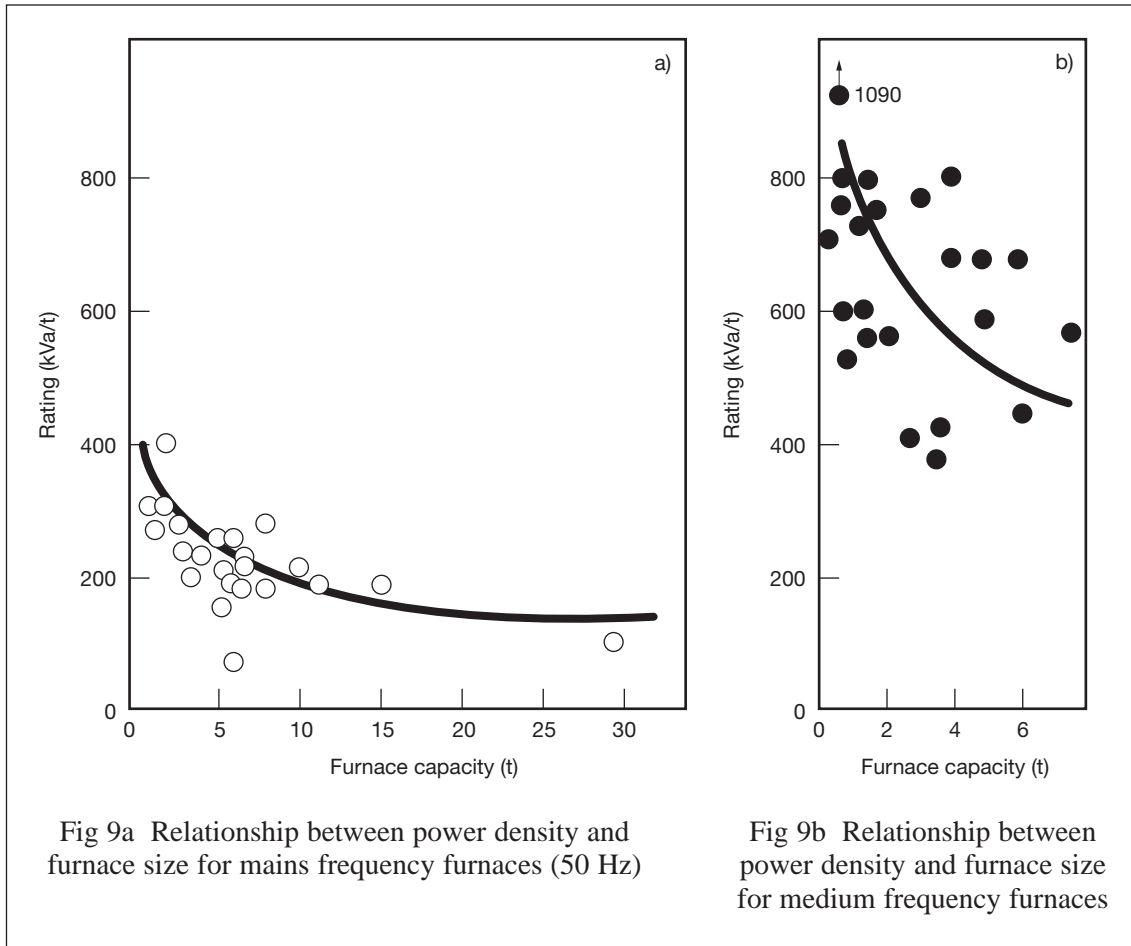 a)
800
600
400
200
0
Rating (kVa/t)
0 5 10 15 20 25 30
Furnace capacity (t)
Fig 9a Relationship between power density and
furnace size for mains frequency furnaces (50 Hz)
b)
1090
800
600
400
200
0
Rating (kVa/t)
0 2 4 6
Furnace capacity (t)
Fig 9b Relationship between
power density and furnace size
for medium frequency furnaces